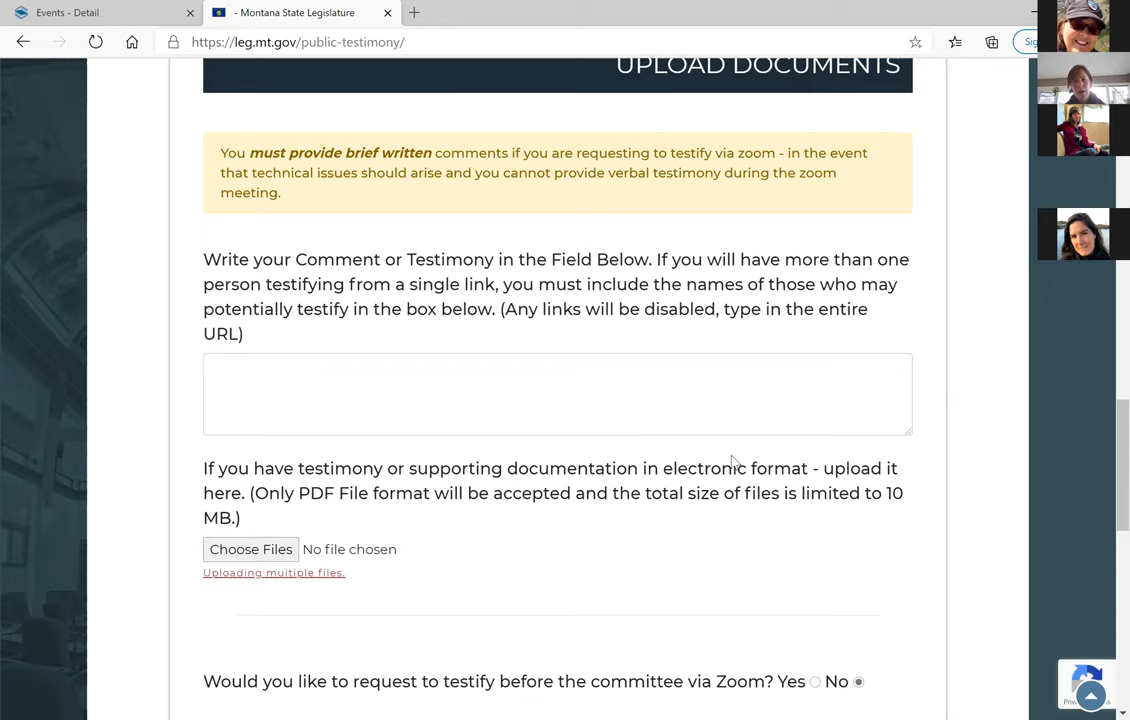 Events - Detail
- Montana State Legislature
https://leg.mt.gov/public-testimony/
UPLOAD DOCUMENTS
You must provide brief written comments if you are requesting to testify via zoom - in the event
that technical issues should arise and you cannot provide verbal testimony during the zoom
meeting.
Write your Comment or Testimony in the Field Below. If you will have more than one
person testifying from a single link, you must include the names of those who may
potentially testify in the box below. (Any links will be disabled, type in the entire
URL)
If you have testimony or supporting documentation in electronic format - upload it
here. (Only PDF File format will be accepted and the total size of files is limited to 10
MB.)
Choose Files No file chosen
Uploading multiple files.
Would you like to request to testify before the committee via Zoom? Yes No